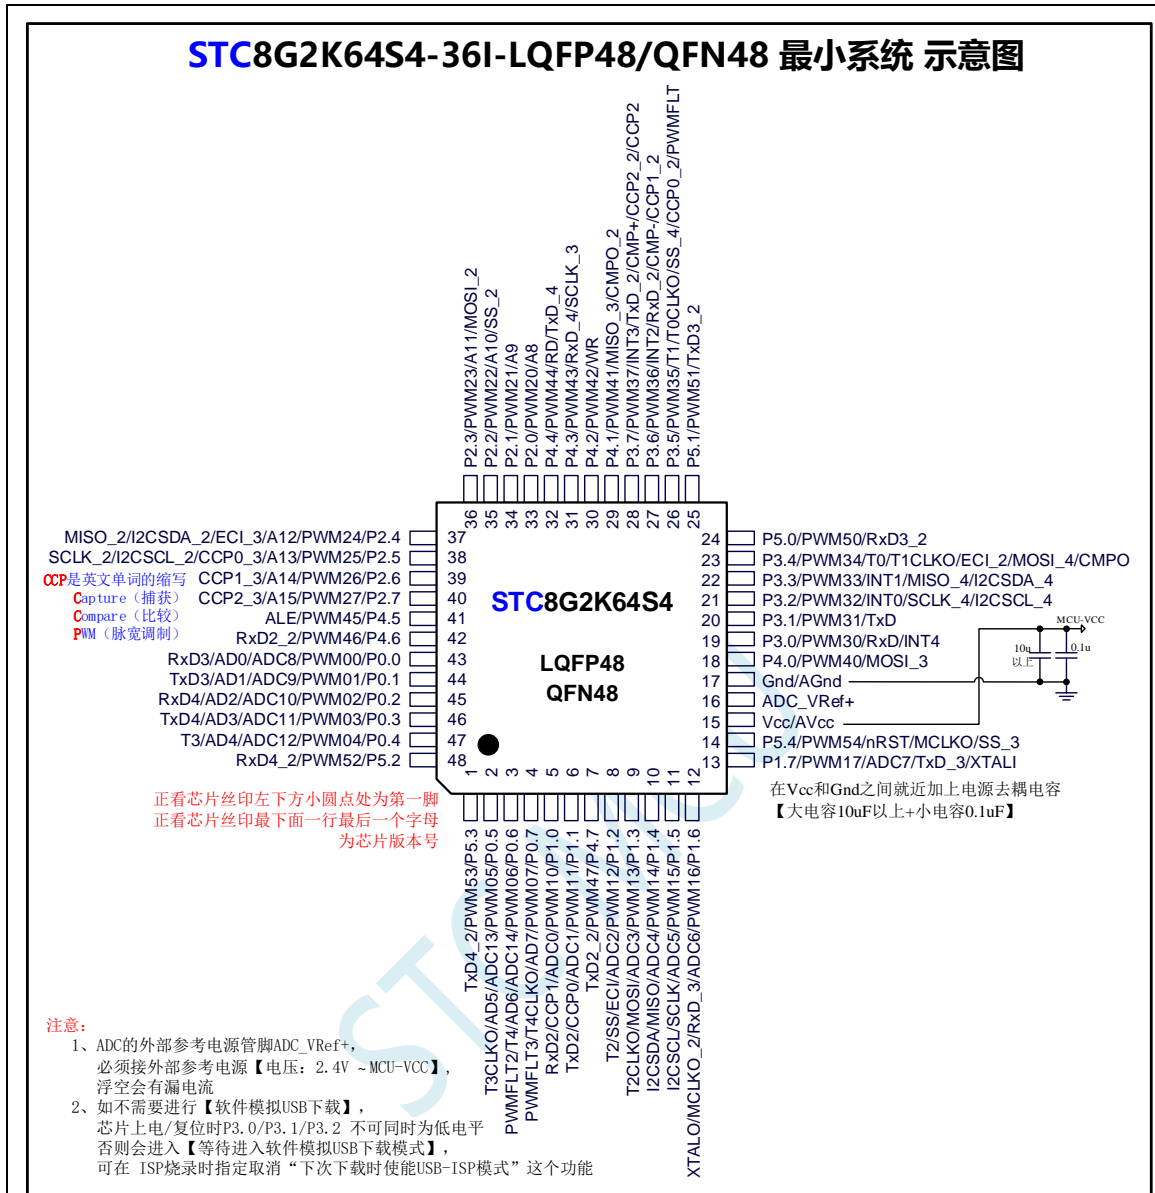 STC8G2K64S4-36I-LQFP48/QFN48 最小系统 示意图
P2.3/PWM23/A11/MOSI_2
P2.2/PWM22/A10/SS_2
P2.1/PWM21/A9
P2.0/PWM20/A8
P4.4/PWM44/RD/TxD_4
P4.3/PWM43/RxD_4/SCLK_3
P4.2/PWM42/WR
P4.1/PWM41/MISO_3/CMPO_2
P3.7/PWM37/INT3/TxD_2/CMP+/CCP2_2/CCP2
P3.6/PWM36/INT2/RxD_2/CMP-/CCP1_2
P3.5/PWM35/T1/T0CLKO/SS_4/CCP0_2/PWMFLT
P5.1/PWM51/TxD3_2
36 35 34 33 32 31 30 29 28 27 26 25
MISO_2/I2CSDA_2/ECI_3/A12/PWM24/P2.4 37
SCLK_2/I2CSCL_2/CCP0_3/A13/PWM25/P2.5 38
CCP1_3/A14/PWM26/P2.6 39
CCP2_3/A15/PWM27/P2.7 40
ALE/PWM45/P4.5 41
RxD2_2/PWM46/P4.6 42
RxD3/AD0/ADC8/PWM00/P0.0 43
TxD3/AD1/ADC9/PWM01/P0.1 44
RxD4/AD2/ADC10/PWM02/P0.2 45
TxD4/AD3/ADC11/PWM03/P0.3 46
T3/AD4/ADC12/PWM04/P0.4 47
RxD4_2/PWM52/P5.2 48
CCP是英文单词的缩写
Capture（捕获）
Compare（比较）
PWM（脉宽调制）
STC8G2K64S4
LQFP48
QFN48
24 P5.0/PWM50/RxD3_2
23 P3.4/PWM34/T0/T1CLKO/ECI_2/MOSI_4/CMPO
22 P3.3/PWM33/INT1/MISO_4/I2CSDA_4
21 P3.2/PWM32/INT0/SCLK_4/I2CSCL_4
20 P3.1/PWM31/TxD
19 P3.0/PWM30/RxD/INT4
18 P4.0/PWM40/MOSI_3
17 Gnd/AGnd
16 ADC_VRef+
15 Vcc/AVcc
14 P5.4/PWM54/nRST/MCLKO/SS_3
13 P1.7/PWM17/ADC7/TxD_3/XTALI
MCU-VCC
10u
以上
0.1u
在Vcc和Gnd之间就近加上电源去耦电容
【大电容10uF以上+小电容0.1uF】
1 2 3 4 5 6 7 8 9 10 11 12
正看芯片丝印左下方小圆点处为第一脚
正看芯片丝印最下面一行最后一个字母
为芯片版本号
TxD4_2/PWM53/P5.3
T3CLKO/AD5/ADC13/PWM05/P0.5
PWMFLT2/T4/AD6/ADC14/PWM06/P0.6
PWMFLT3/T4CLKO/AD7/PWM07/P0.7
RxD2/CCP1/ADC0/PWM10/P1.0
TxD2/CCP0/ADC1/PWM11/P1.1
TxD2_2/PWM47/P4.7
T2/SS/ECI/ADC2/PWM12/P1.2
T2CLKO/MOSI/ADC3/PWM13/P1.3
I2CSDA/MISO/ADC4/PWM14/P1.4
I2CSCL/SCLK/ADC5/PWM15/P1.5
XTALO/MCLKO_2/RxD_3/ADC6/PWM16/P1.6
STCMCU
注意：
1、ADC的外部参考电源管脚ADC_VRef+，
必须接外部参考电源【电压：2.4V ~ MCU-VCC】，
浮空会有漏电流
2、如不需要进行【软件模拟USB下载】，
芯片上电/复位时P3.0/P3.1/P3.2 不可同时为低电平
否则会进入【等待进入软件模拟USB下载模式】，
可在 ISP烧录时指定取消“下次下载时使能USB-ISP模式”这个功能